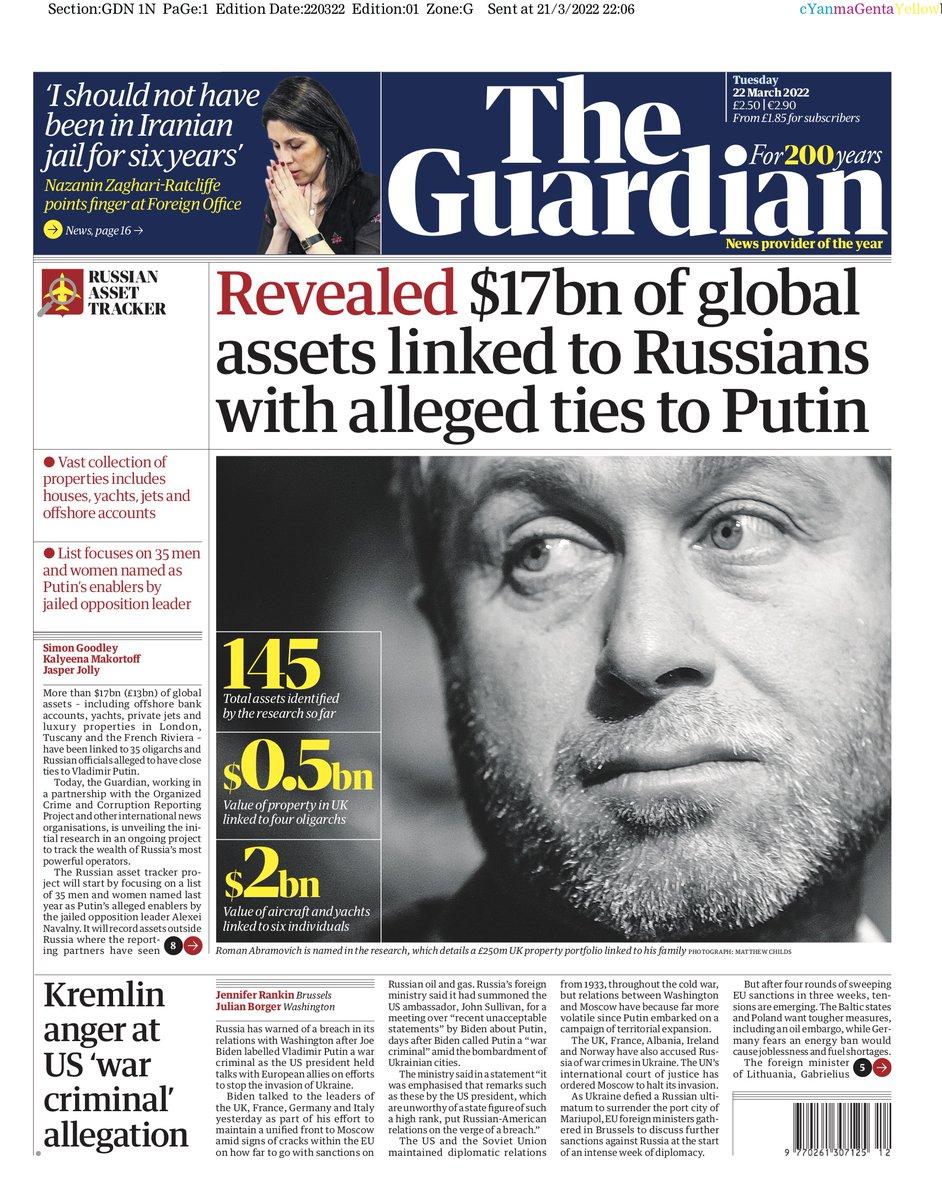 Section:GDN 1N PaGe:1 Edition Date:220322 Edition:01 Zone:G Sent at 21/3/2022 22:06
cYanmaGentaYellow
'I should not have
been in Iranian
jail for six years'
Nazanin Zaghari-Ratcliffe
points finger at Foreign Office
News, page 16 →
The
Guardian
Tuesday
22 March 2022
£2.50 | €2.90
From £1.85 for subscribers
For 200 years
News provider of the year
RUSSIAN
ASSET
TRACKER
Revealed $17bn of global
assets linked to Russians
with alleged ties to Putin
● Vast collection of
properties includes
houses, yachts, jets and
offshore accounts
● List focuses on 35 men
and women named as
Putin's enablers by
jailed opposition leader
Simon Goodley
Kalyeena Makortoff
Jasper Jolly
More than $17bn (£13bn) of global
assets – including offshore bank
accounts, yachts, private jets and
luxury properties in London,
Tuscany and the French Riviera –
have been linked to 35 oligarchs and
Russian officials alleged to have close
ties to Vladimir Putin.
Today, the Guardian, working in
a partnership with the Organized
Crime and Corruption Reporting
Project and other international news
organisations, is unveiling the ini-
tial research in an ongoing project
to track the wealth of Russia's most
powerful operators.
The Russian asset tracker pro-
ject will start by focusing on a list
of 35 men and women named last
year as Putin's alleged enablers by
the jailed opposition leader Alexei
Navalny. It will record assets outside
Russia where the report-
ing partners have seen
8 →
145
Total assets identified
by the research so far
$0.5bn
Value of property in UK
linked to four oligarchs
$2bn
Value of aircraft and yachts
linked to six individuals
Roman Abramovich is named in the research, which details a £250m UK property portfolio linked to his family PHOTOGRAPH: MATTHEW CHILDS
Kremlin
anger at
US 'war
criminal'
allegation
Jennifer Rankin Brussels
Julian Borger Washington
Russia has warned of a breach in its
relations with Washington after Joe
Biden labelled Vladimir Putin a war
criminal as the US president held
talks with European allies on efforts
to stop the invasion of Ukraine.
Biden talked to the leaders of
the UK, France, Germany and Italy
yesterday as part of his effort to
maintain a unified front to Moscow
amid signs of cracks within the EU
on how far to go with sanctions on
Russian oil and gas. Russia's foreign
ministry said it had summoned the
US ambassador, John Sullivan, for a
meeting over "recent unacceptable
statements" by Biden about Putin,
days after Biden called Putin a "war
criminal" amid the bombardment of
Ukrainian cities.
The ministry said in a statement "it
was emphasised that remarks such
as these by the US president, which
are unworthy of a state figure of such
a high rank, put Russian-American
relations on the verge of a breach."
The US and the Soviet Union
maintained diplomatic relations
from 1933, throughout the cold war,
but relations between Washington
and Moscow have because far more
volatile since Putin embarked on a
campaign of territorial expansion.
The UK, France, Albania, Ireland
and Norway have also accused Rus-
sia of war crimes in Ukraine. The UN's
international court of justice has
ordered Moscow to halt its invasion.
As Ukraine defied a Russian ulti-
matum to surrender the port city of
Mariupol, EU foreign ministers gath-
ered in Brussels to discuss further
sanctions against Russia at the start
of an intense week of diplomacy.
But after four rounds of sweeping
EU sanctions in three weeks, ten-
sions are emerging. The Baltic states
and Poland want tougher measures,
including an oil embargo, while Ger-
many fears an energy ban would
cause joblessness and fuel shortages.
The foreign minister
of Lithuania, Gabrielius
5 →
9 770261 307125 12